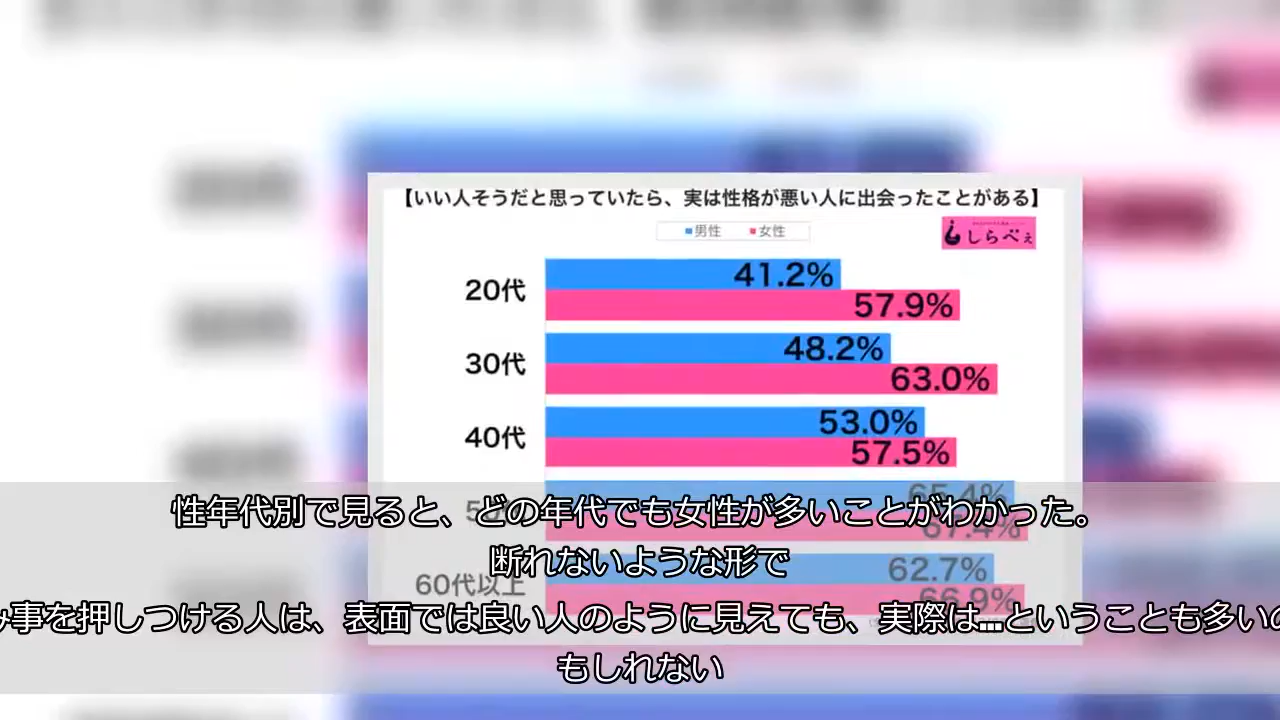 【いい人そうだと思っていたら、実は性格が悪い人に出会ったことがある】
男性 女性
しらべぇ
20代
41.2%
57.9%
30代
48.2%
63.0%
40代
53.0%
57.5%
65.4%
67.4%
60代以上
62.7%
66.9%
性年代別で見ると、どの年代でも女性が多いことがわかった。
断れないような形で
み事を押しつける人は、表面では良い人のように見えても、実際は…ということも多いの
もしれない